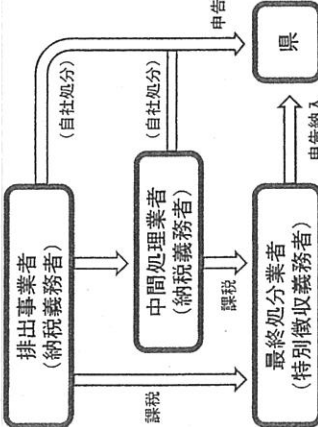 排出事業者
(納税義務者)
(自社処分)
課税
中間処理業者
(納税義務者)
(自社処分)
課税
申告
最終処分業者
(特別徴収義務者)
申告納入
県